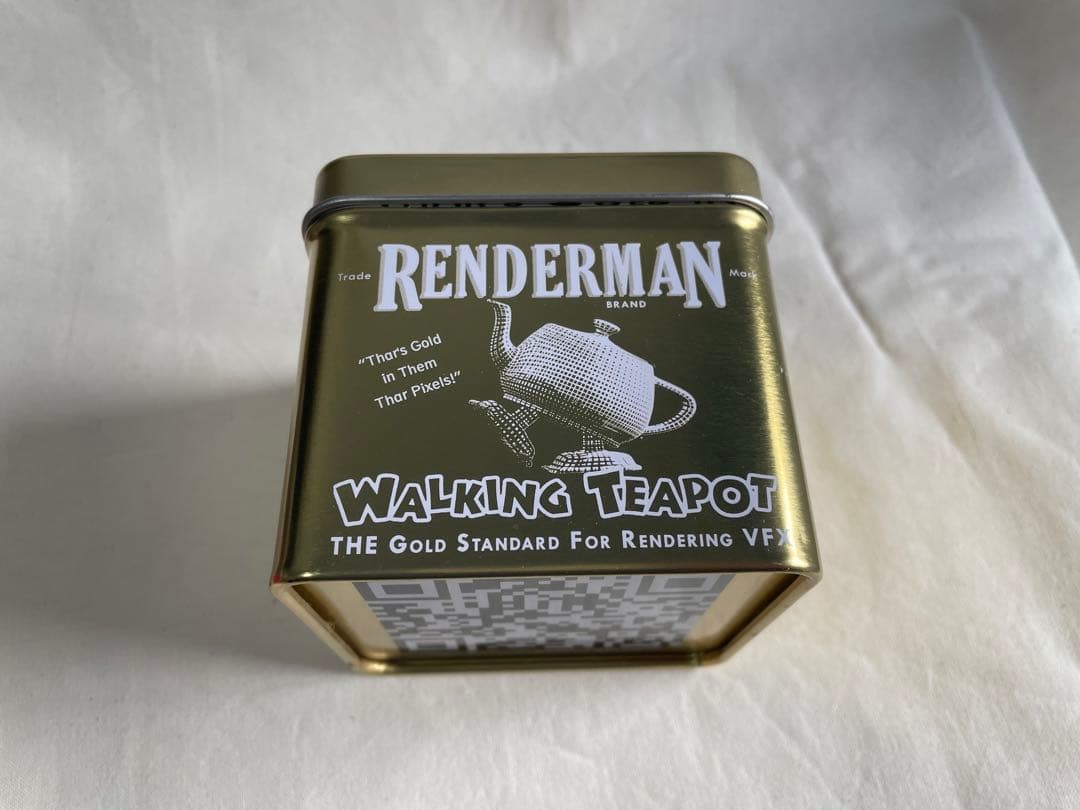 Trade RENDERMAN Mark
BRAND
"Thar's Gold
in Them
Thar Pixels!"
WALKING TEAPOT
THE GOLD STANDARD FOR RENDERING VFX